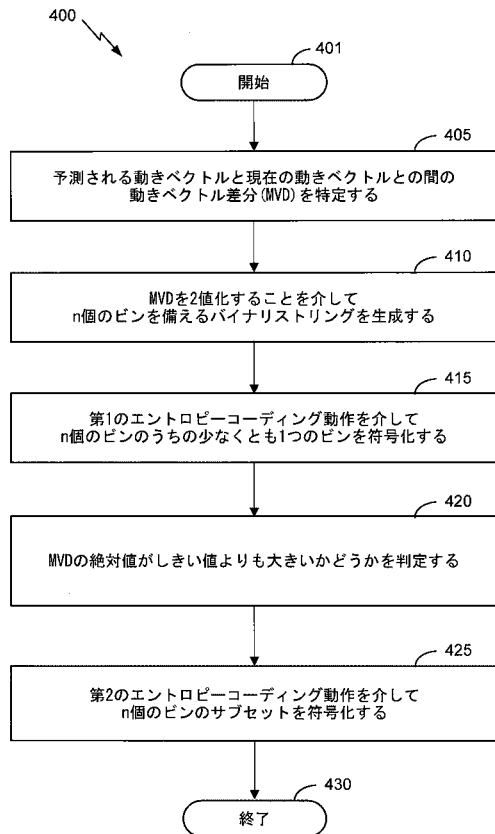 400
401
開始
405
予測される動きベクトルと現在の動きベクトルとの間の
動きベクトル差分(MVD)を特定する
410
MVDを2値化することを介して
n個のビンを備えるバイナリストリングを生成する
415
第1のエントロピーコーディング動作を介して
n個のビンのうちの少なくとも1つのビンを符号化する
420
MVDの絶対値がしきい値よりも大きいかどうかを判定する
425
第2のエントロピーコーディング動作を介して
n個のビンのサブセットを符号化する
430
終了